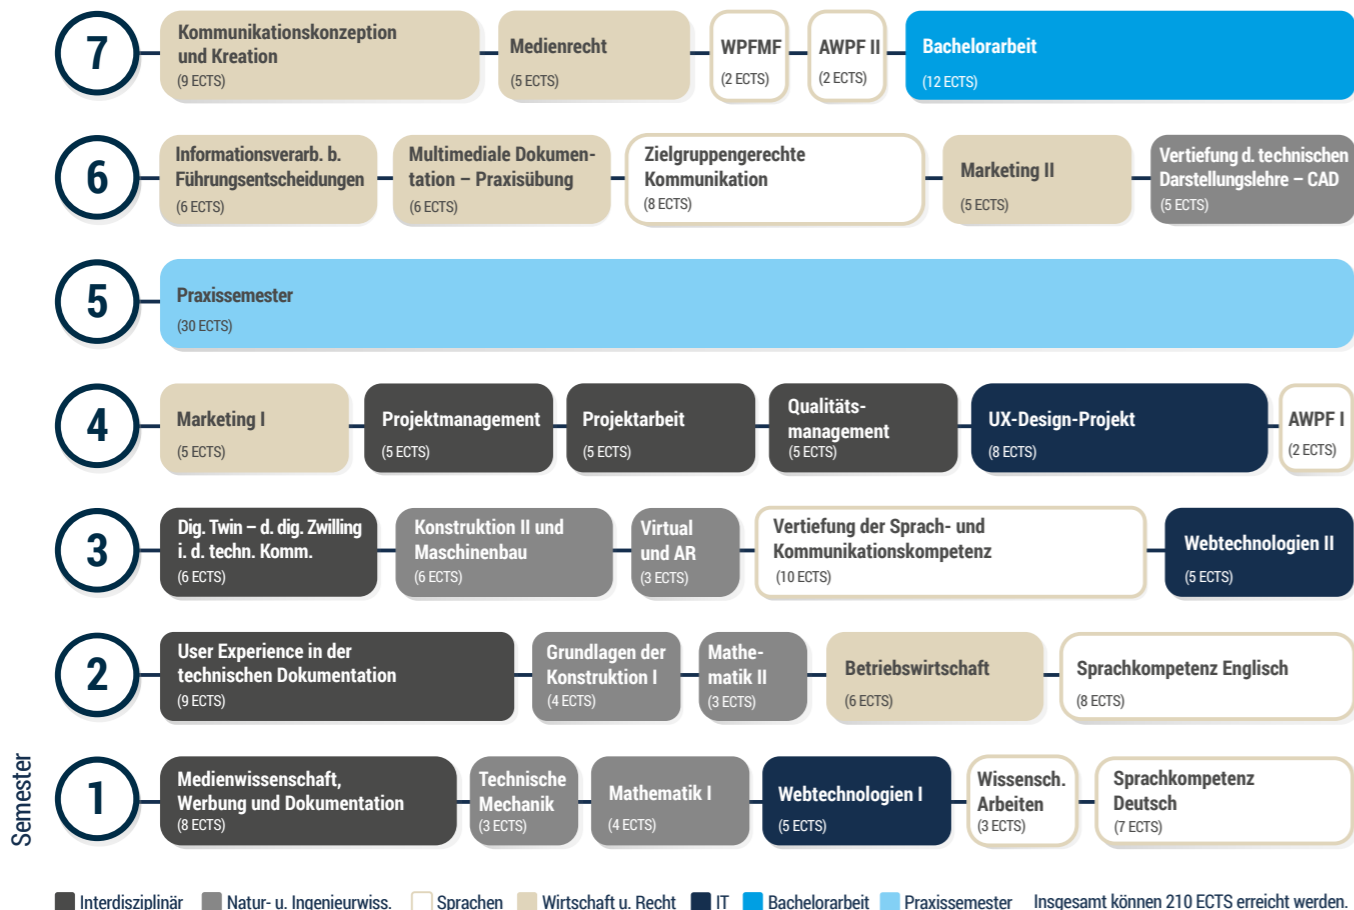 7
Kommunikationskonzeption
und Kreation
(9 ECTS)
Medienrecht
(5 ECTS)
WPFMF
(2 ECTS)
AWPF II
(2 ECTS)
Bachelorarbeit
(12 ECTS)
6
Informationsverarb. b.
Führungsentscheidungen
(6 ECTS)
Multimediale Dokumen-
tation – Praxisübung
(6 ECTS)
Zielgruppengerechte
Kommunikation
(8 ECTS)
Marketing II
(5 ECTS)
Vertiefung d. technischen
Darstellungslehre – CAD
(5 ECTS)
5
Praxissemester
(30 ECTS)
4
Marketing I
(5 ECTS)
Projektmanagement
(5 ECTS)
Projektarbeit
(5 ECTS)
Qualitäts-
management
(5 ECTS)
UX-Design-Projekt
(8 ECTS)
AWPF I
(2 ECTS)
3
Dig. Twin – d. dig. Zwilling
i. d. techn. Komm.
(6 ECTS)
Konstruktion II und
Maschinenbau
(6 ECTS)
Virtual
und AR
(3 ECTS)
Vertiefung der Sprach- und
Kommunikationskompetenz
(10 ECTS)
Webtechnologien II
(5 ECTS)
2
User Experience in der
technischen Dokumentation
(9 ECTS)
Grundlagen der
Konstruktion I
(4 ECTS)
Mathe-
matik II
(3 ECTS)
Betriebswirtschaft
(6 ECTS)
Sprachkompetenz Englisch
(8 ECTS)
Semester
1
Medienwissenschaft,
Werbung und Dokumentation
(8 ECTS)
Technische
Mechanik
(3 ECTS)
Mathematik I
(4 ECTS)
Webtechnologien I
(5 ECTS)
Wissensch.
Arbeiten
(3 ECTS)
Sprachkompetenz
Deutsch
(7 ECTS)
Interdisziplinär
Natur- u. Ingenieurwiss.
Sprachen
Wirtschaft u. Recht
IT
Bachelorarbeit
Praxissemester
Insgesamt können 210 ECTS erreicht werden.